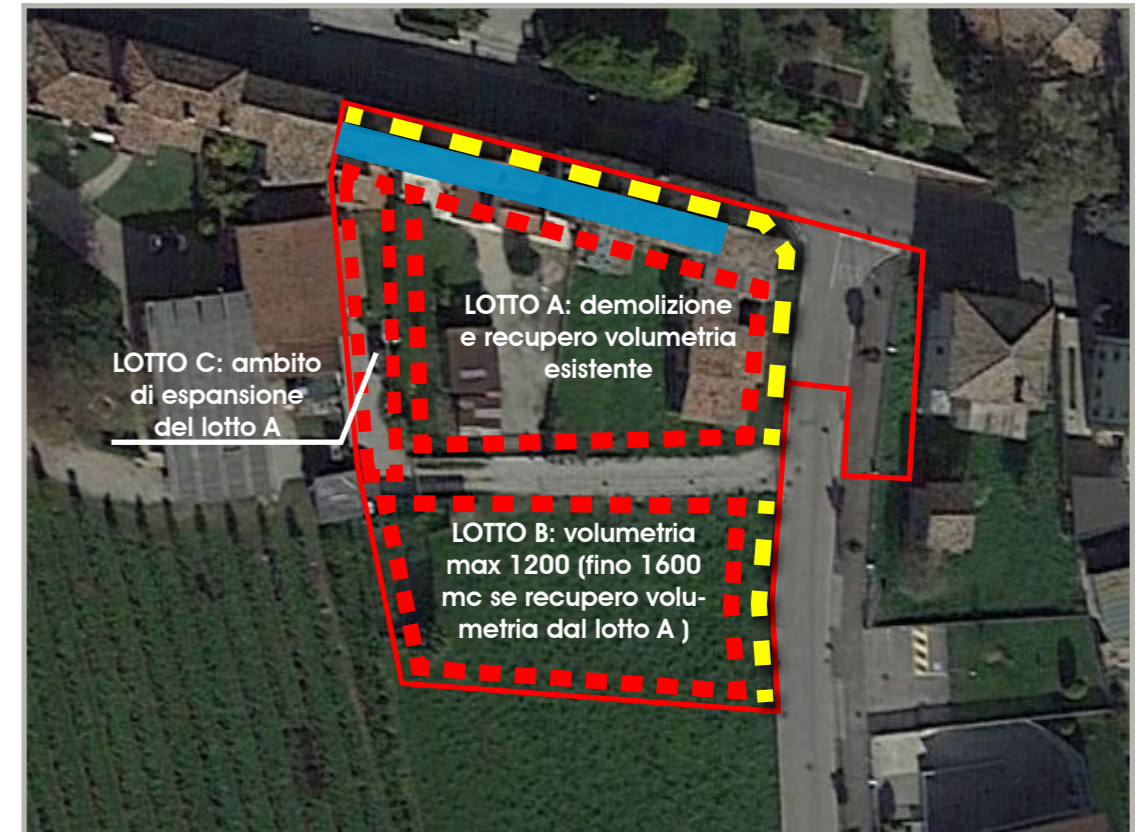 LOTTO A: demolizione
e recupero volumetria
esistente
LOTTO C: ambito
di espansione
del lotto A
LOTTO B: volumetria
max 1200 (fino 1600
mc se recupero volu-
metria dal lotto A )